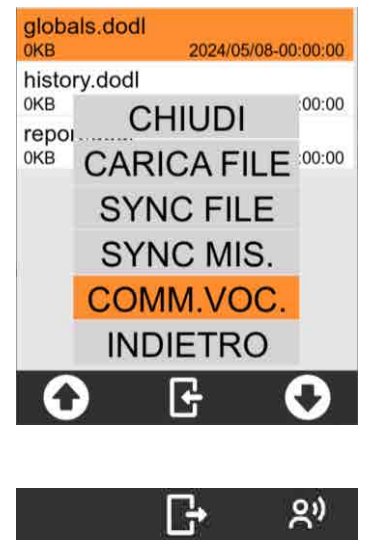 globals.dodl
0KB 2024/05/08-00:00:00
history.dodl
0KB :00:00
CHIUDI
repo
0KB :00:00
CARICA FILE
SYNC FILE
SYNC MIS.
COMM.VOC.
INDIETRO